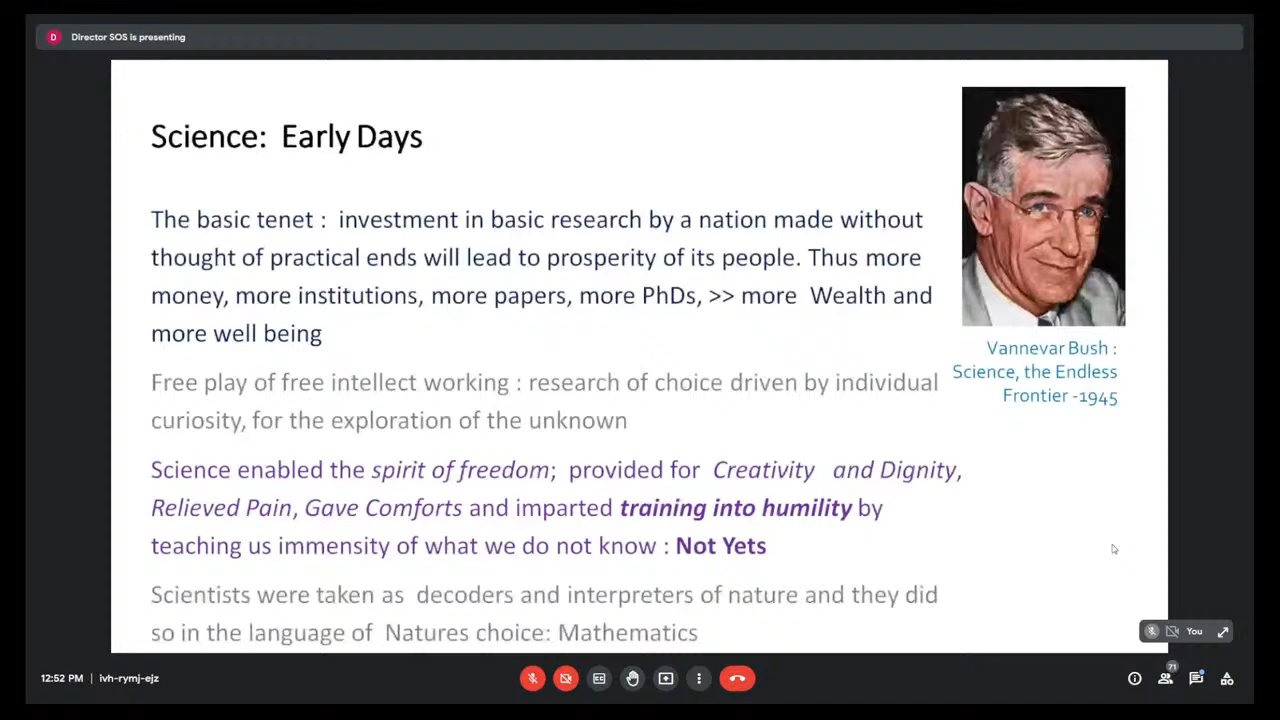 D Director SOS is presenting
Science: Early Days
The basic tenet : investment in basic research by a nation made without
thought of practical ends will lead to prosperity of its people. Thus more
money, more institutions, more papers, more PhDs, >> more Wealth and
more well being
Free play of free intellect working : research of choice driven by individual
curiosity, for the exploration of the unknown
Science enabled the spirit of freedom; provided for Creativity and Dignity,
Relieved Pain, Gave Comforts and imparted training into humility by
teaching us immensity of what we do not know : Not Yets
Scientists were taken as decoders and interpreters of nature and they did
so in the language of Natures choice: Mathematics
Vannevar Bush :
Science, the Endless
Frontier -1945
You
12:52 PM | ivh-rymj-ejz
71